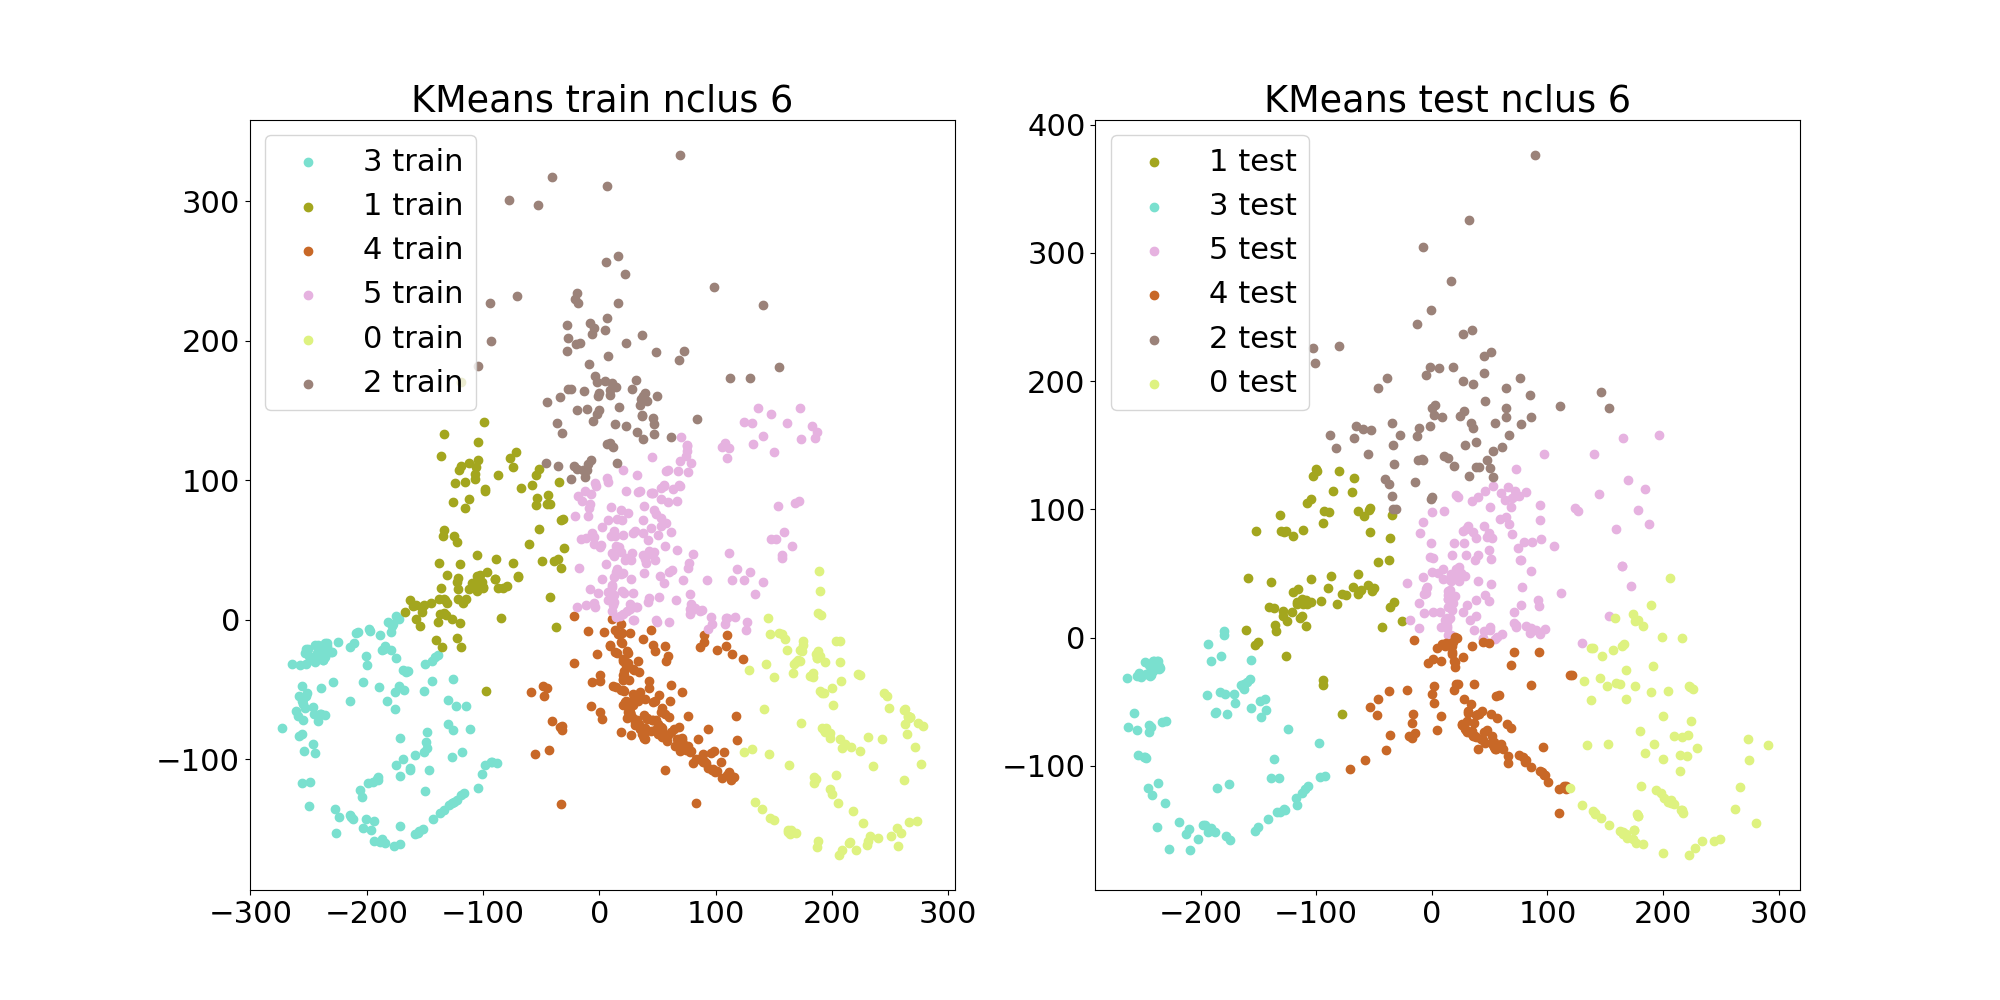 KMeans train nclus 6
300
200
100
0
−100
−300 −200 −100 0 100 200 300
3 train
1 train
4 train
5 train
0 train
2 train
KMeans test nclus 6
400
300
200
100
0
−100
−200 −100 0 100 200 300
1 test
3 test
5 test
4 test
2 test
0 test